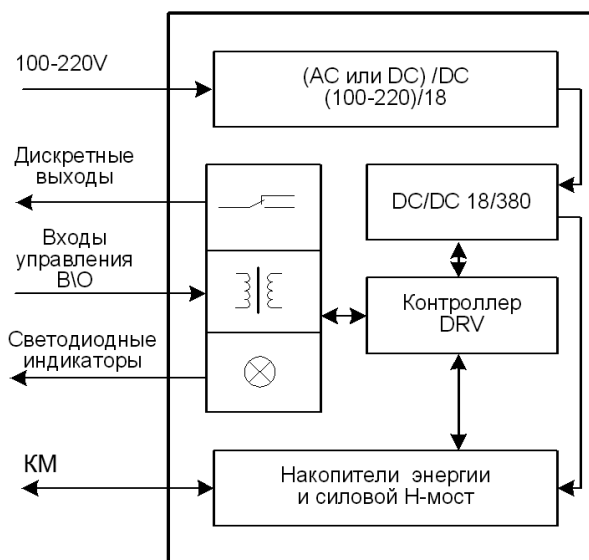 100-220V
(АС или DC) /DC
(100-220)/18
Дискретные
выходы
DC/DC 18/380
Входы
управления
В\О
Контроллер
DRV
Светодиодные
индикаторы
КМ
Накопители энергии
и силовой Н-мост